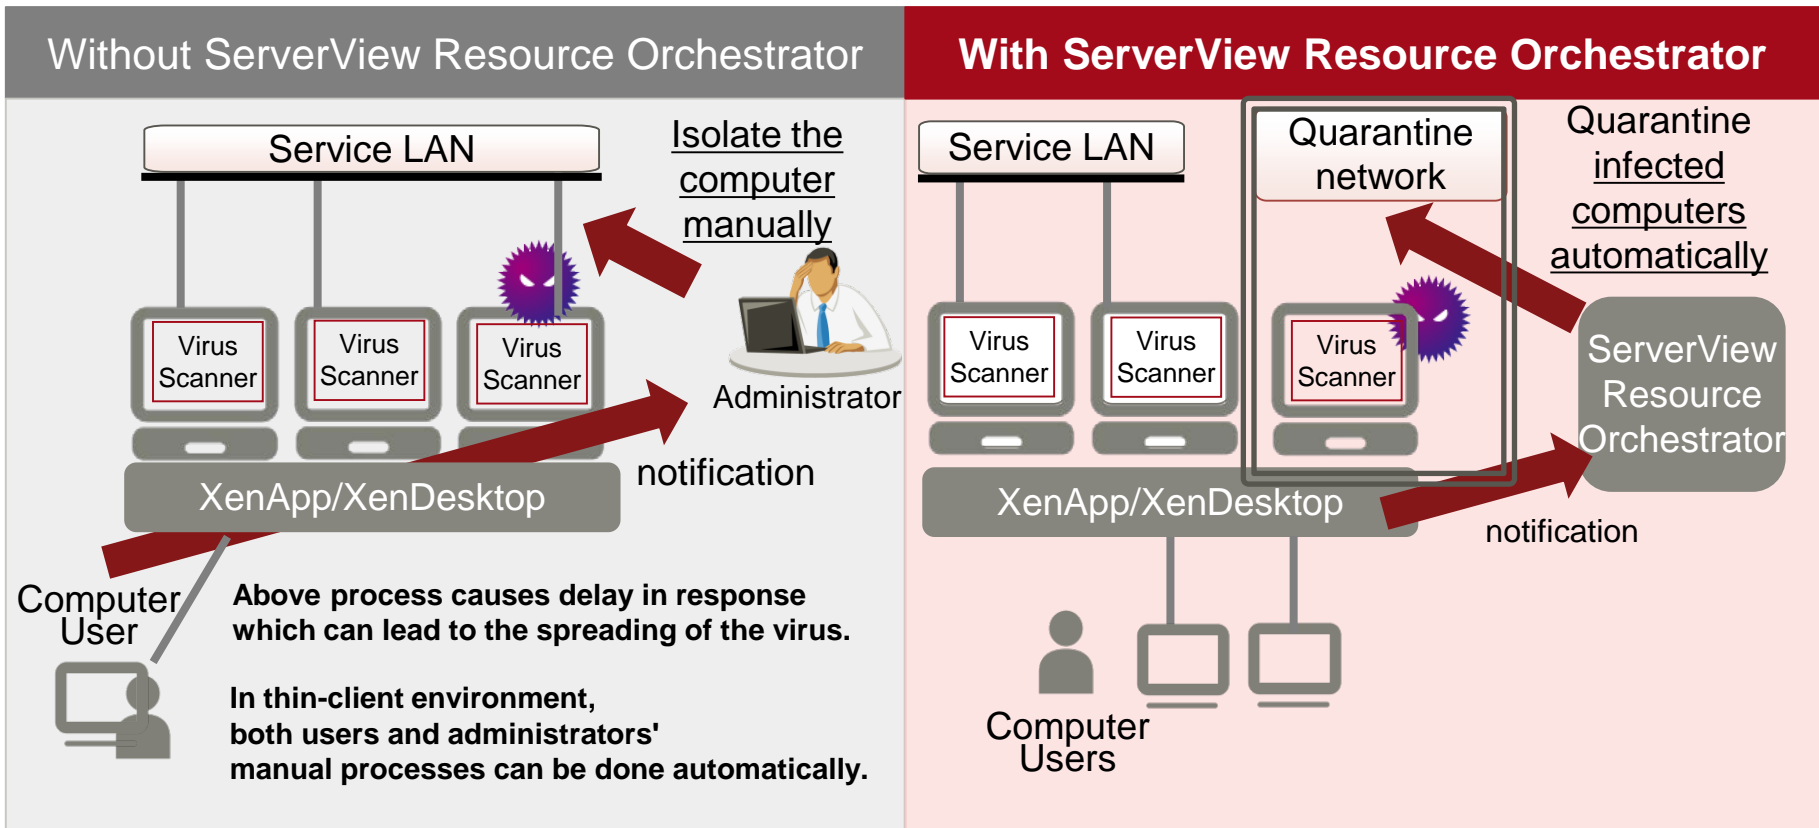 Without ServerView Resource Orchestrator
Service LAN
Isolate the
computer
manually
Virus
Scanner
Virus
Scanner
Virus
Scanner
Administrator
notification
XenApp/XenDesktop
Computer
User
Above process causes delay in response
which can lead to the spreading of the virus.
In thin-client environment,
both users and administrators'
manual processes can be done automatically.
With ServerView Resource Orchestrator
Service LAN
Quarantine
network
Quarantine
infected
computers
automatically
Virus
Scanner
Virus
Scanner
Virus
Scanner
ServerView
Resource
Orchestrator
XenApp/XenDesktop
notification
Computer
Users